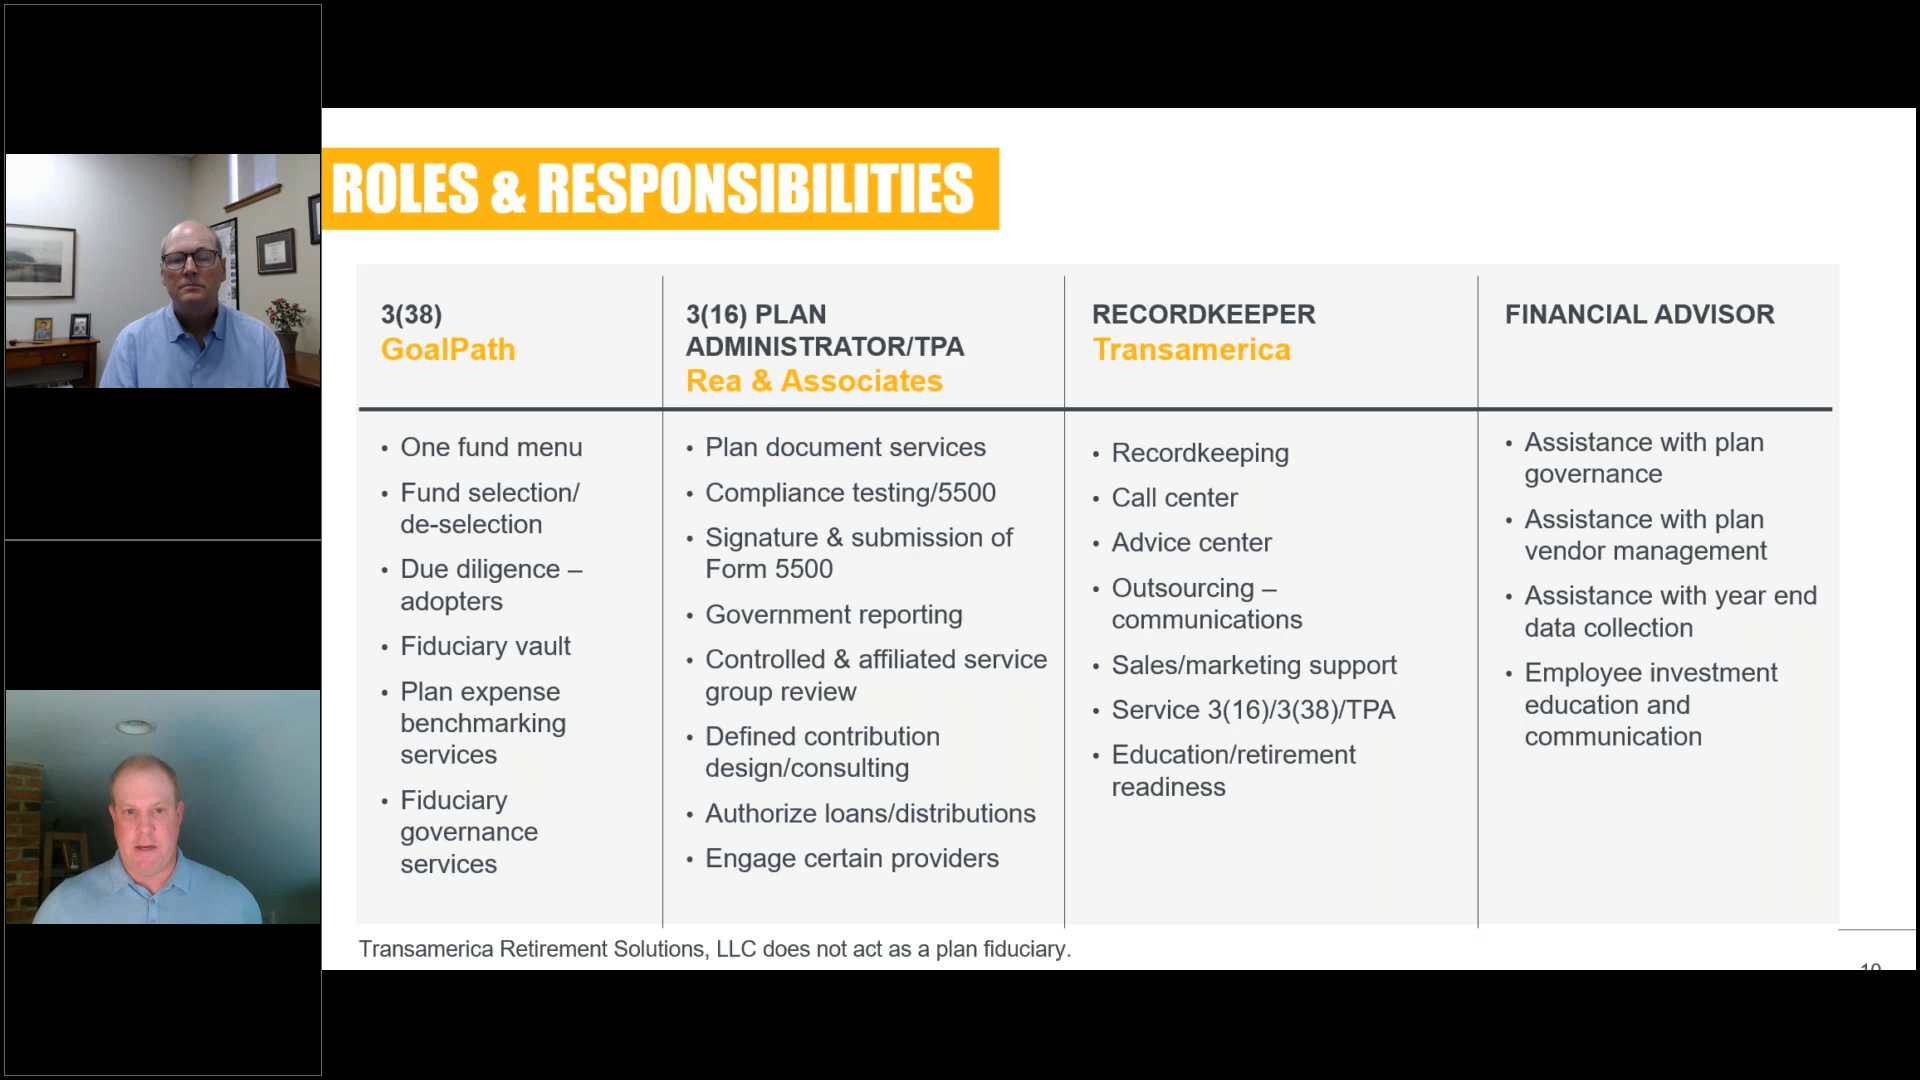 ROLES & RESPONSIBILITIES
3(38)
GoalPath
• One fund menu
• Fund selection/
de-selection
• Due diligence –
adopters
• Fiduciary vault
• Plan expense
benchmarking
services
• Fiduciary
governance
services
3(16) PLAN
ADMINISTRATOR/TPA
Rea & Associates
• Plan document services
• Compliance testing/5500
• Signature & submission of
Form 5500
• Government reporting
• Controlled & affiliated service
group review
• Defined contribution
design/consulting
• Authorize loans/distributions
• Engage certain providers
RECORDKEEPER
Transamerica
• Recordkeeping
• Call center
• Advice center
• Outsourcing –
communications
• Sales/marketing support
• Service 3(16)/3(38)/TPA
• Education/retirement
readiness
FINANCIAL ADVISOR
• Assistance with plan
governance
• Assistance with plan
vendor management
• Assistance with year end
data collection
• Employee investment
education and
communication
Transamerica Retirement Solutions, LLC does not act as a plan fiduciary.